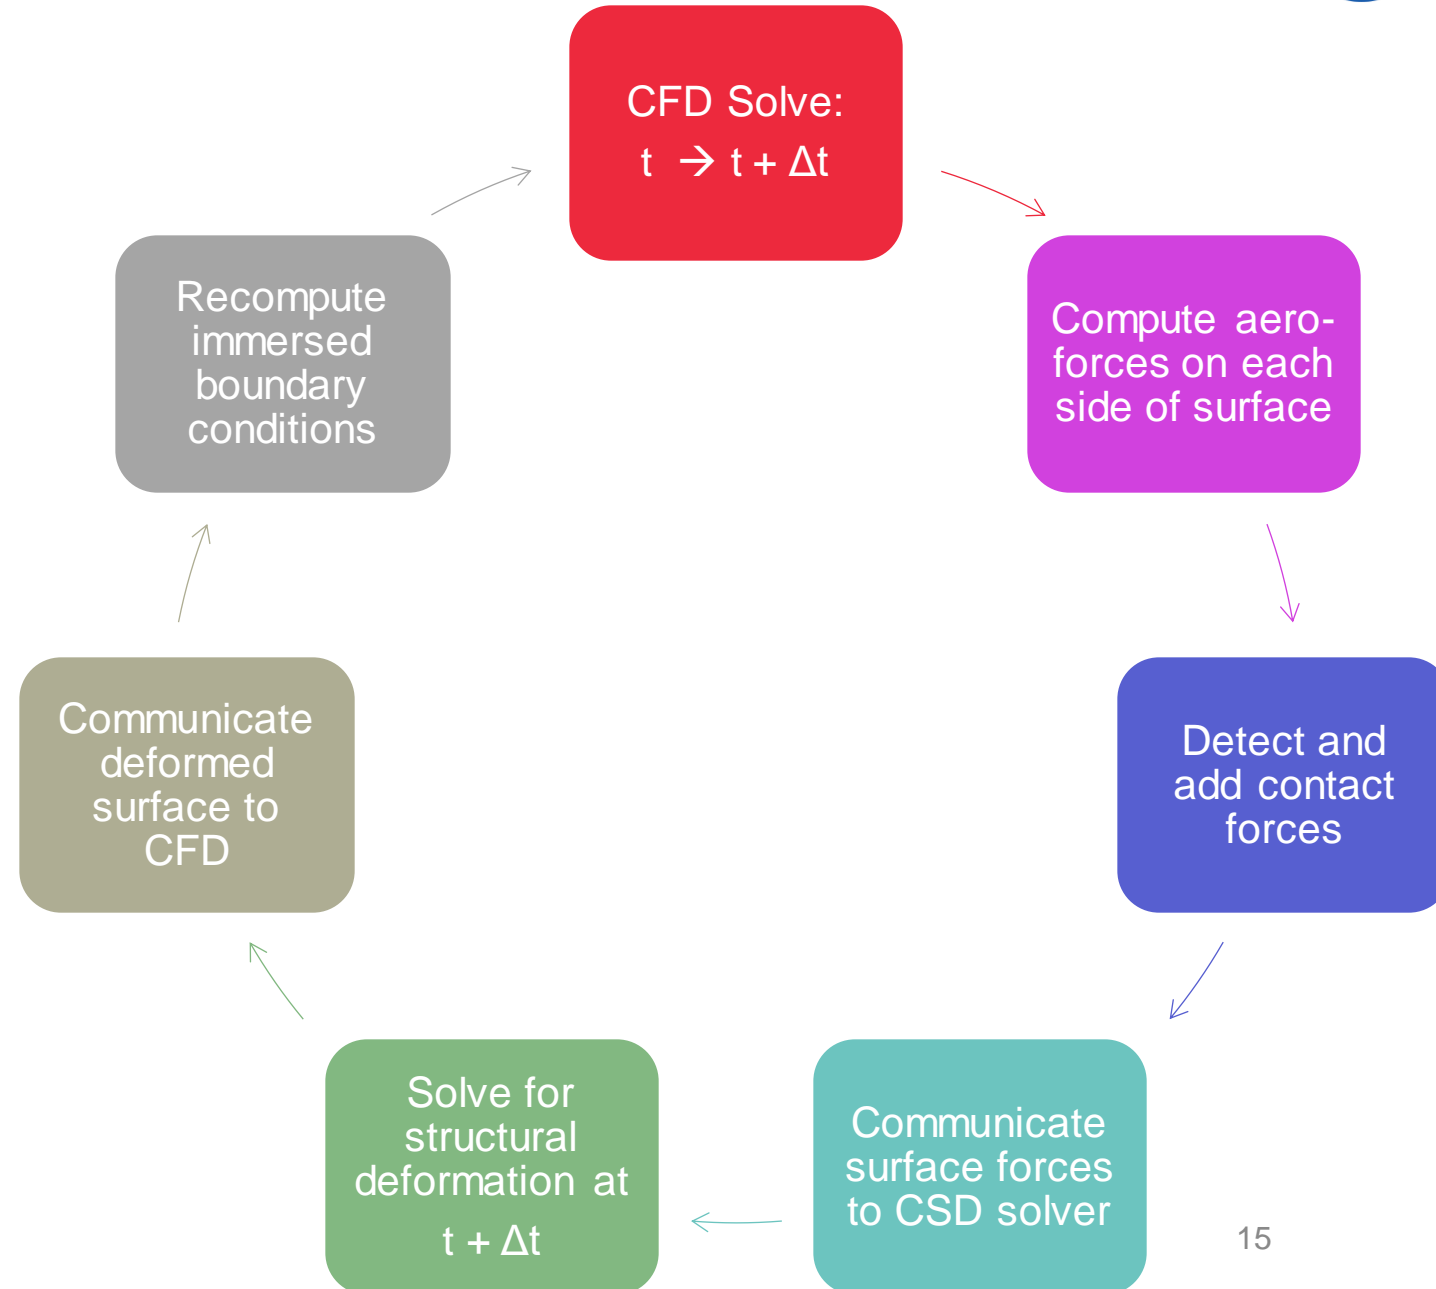 CFD Solve:
t → t + Δt
Compute aero-
forces on each
side of surface
Detect and
add contact
forces
Communicate
surface forces
to CSD solver
Solve for
structural
deformation at
t + Δt
Communicate
deformed
surface to
CFD
Recompute
immersed
boundary
conditions
15